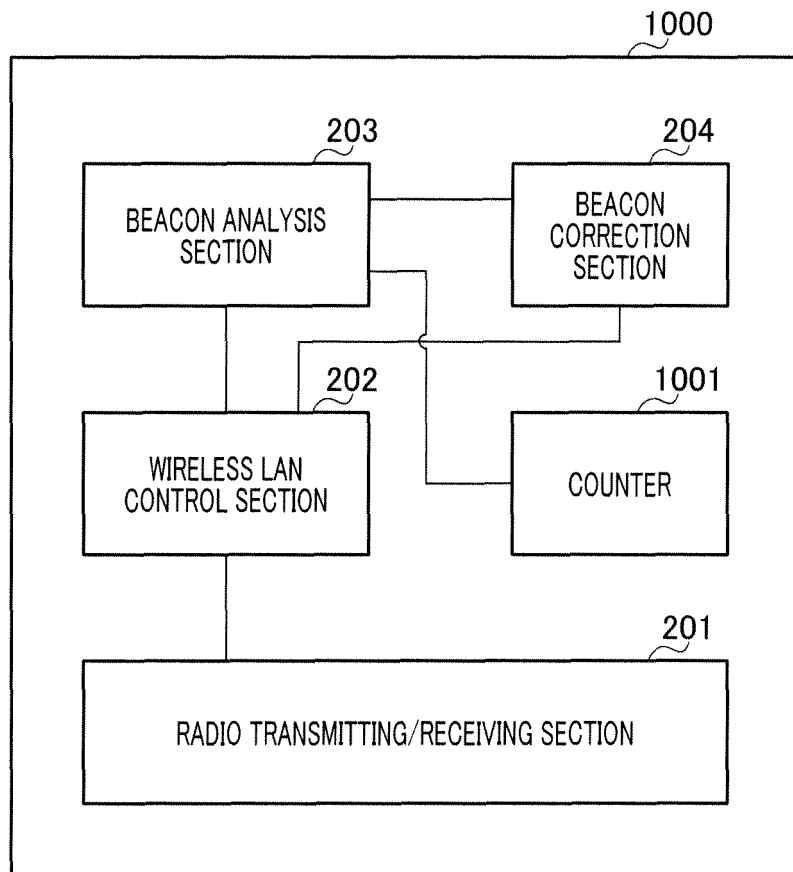 1000
203
204
BEACON ANALYSIS
SECTION
BEACON
CORRECTION
SECTION
202
1001
WIRELESS LAN
CONTROL SECTION
COUNTER
201
RADIO TRANSMITTING/RECEIVING SECTION